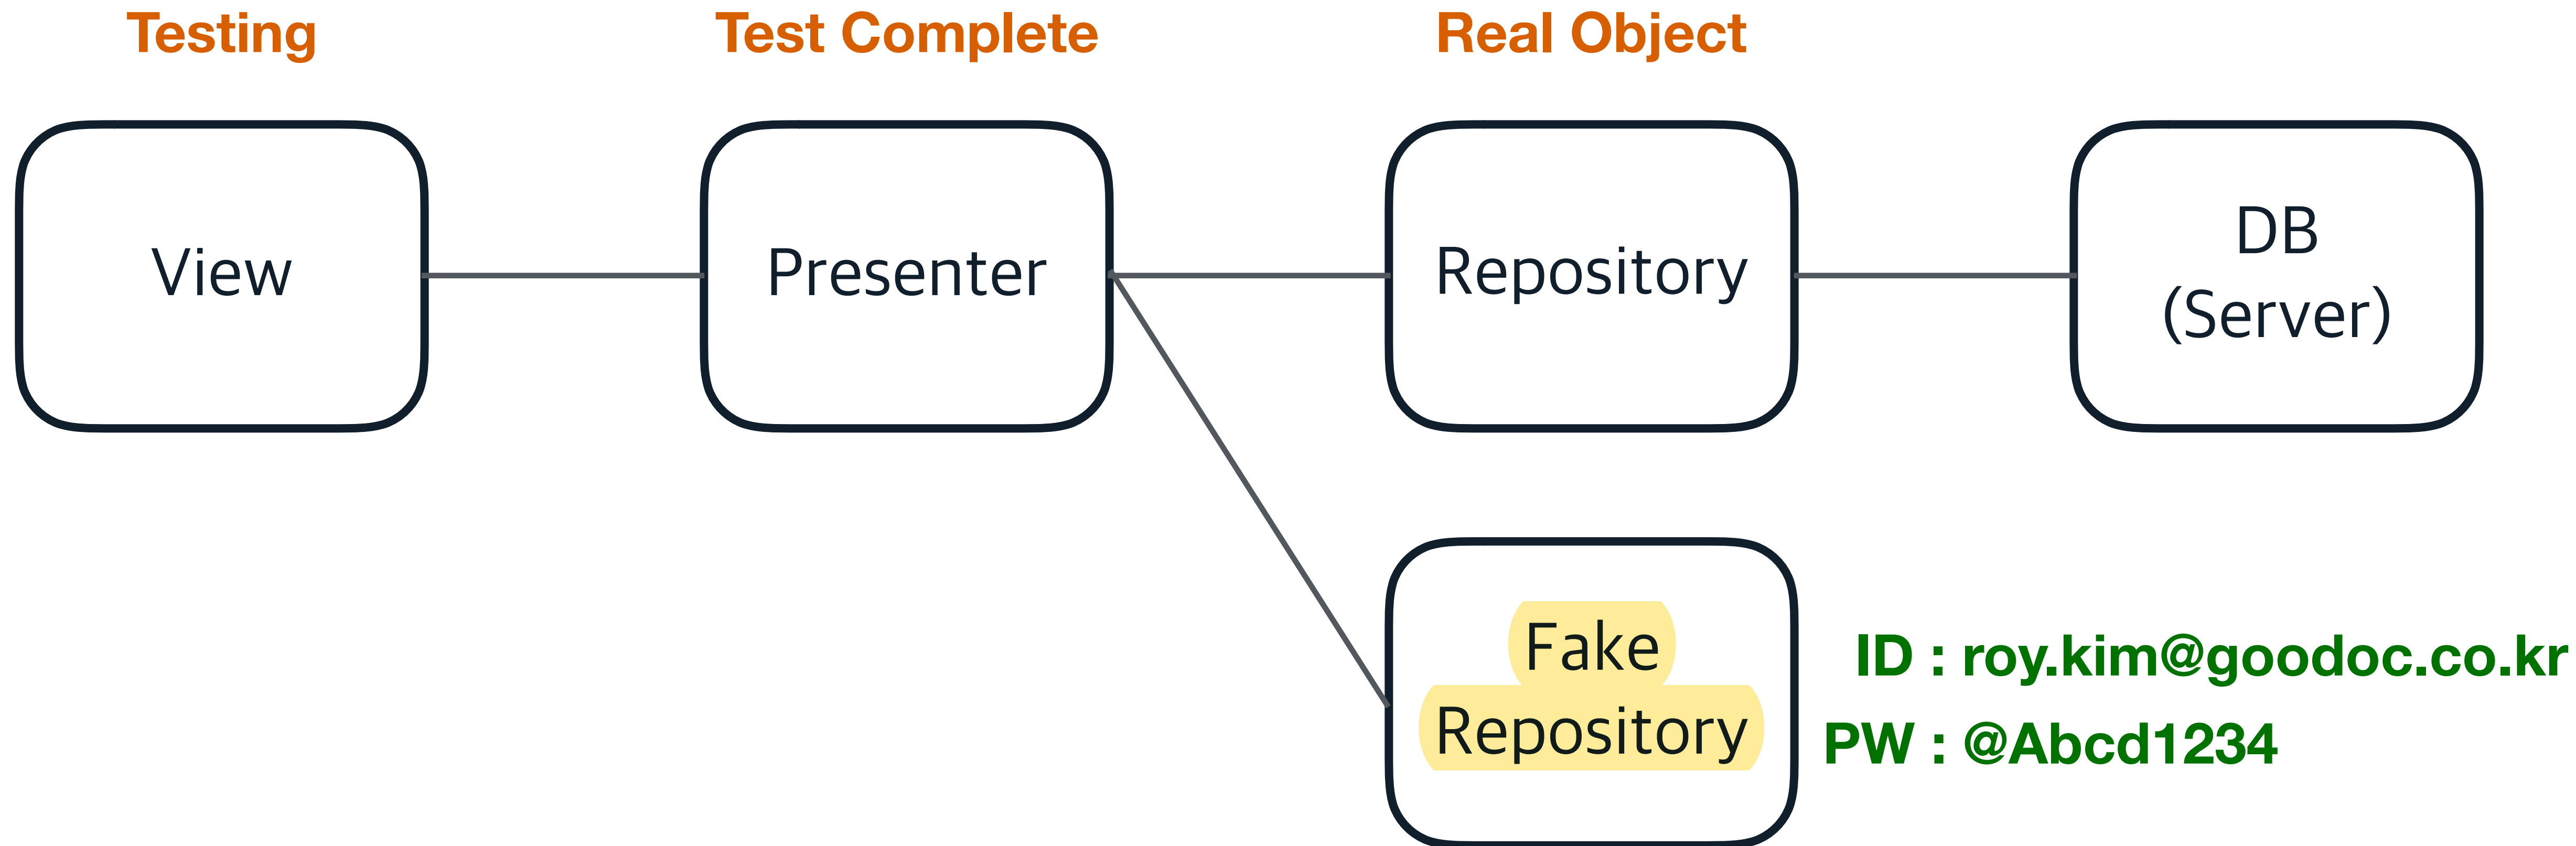 Testing
Test Complete
Real Object
View
Presenter
Repository
DB
(Server)
Fake
Repository
ID : roy.kim@goodoc.co.kr
PW : @Abcd1234